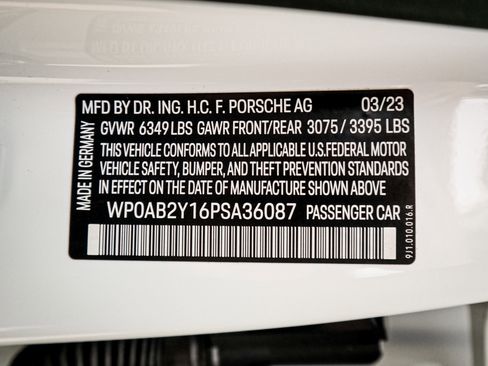 MFD BY DR. ING. H.C. F. PORSCHE AG 03/23
GVWR 6349 LBS GAWR FRONT/REAR 3075 / 3395 LBS
THIS VEHICLE CONFORMS TO ALL APPLICABLE U.S.FEDERAL MOTOR
VEHICLE SAFETY, BUMPER, AND THEFT PREVENTION STANDARDS
IN EFFECT ON THE DATE OF MANUFACTURE SHOWN ABOVE
WP0AB2Y16PSA36087 PASSENGER CAR
MADE IN GERMANY
9J1.010.016.R